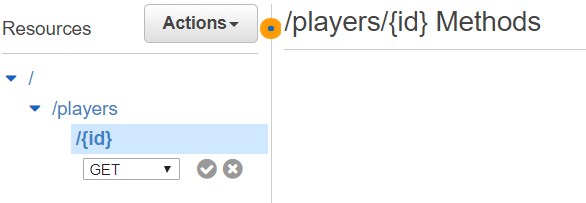 Resources
Actions
/players/{id} Methods
/
/players
/{id}
GET